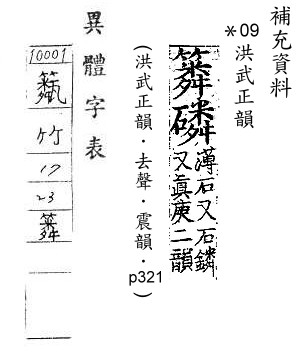 補充資料
*09 洪武正韻
磷 薄石又石鏻
又真庚二韻
（洪武正韻．去聲．震韻．p321．）
異體字表
10001
竹
17
23